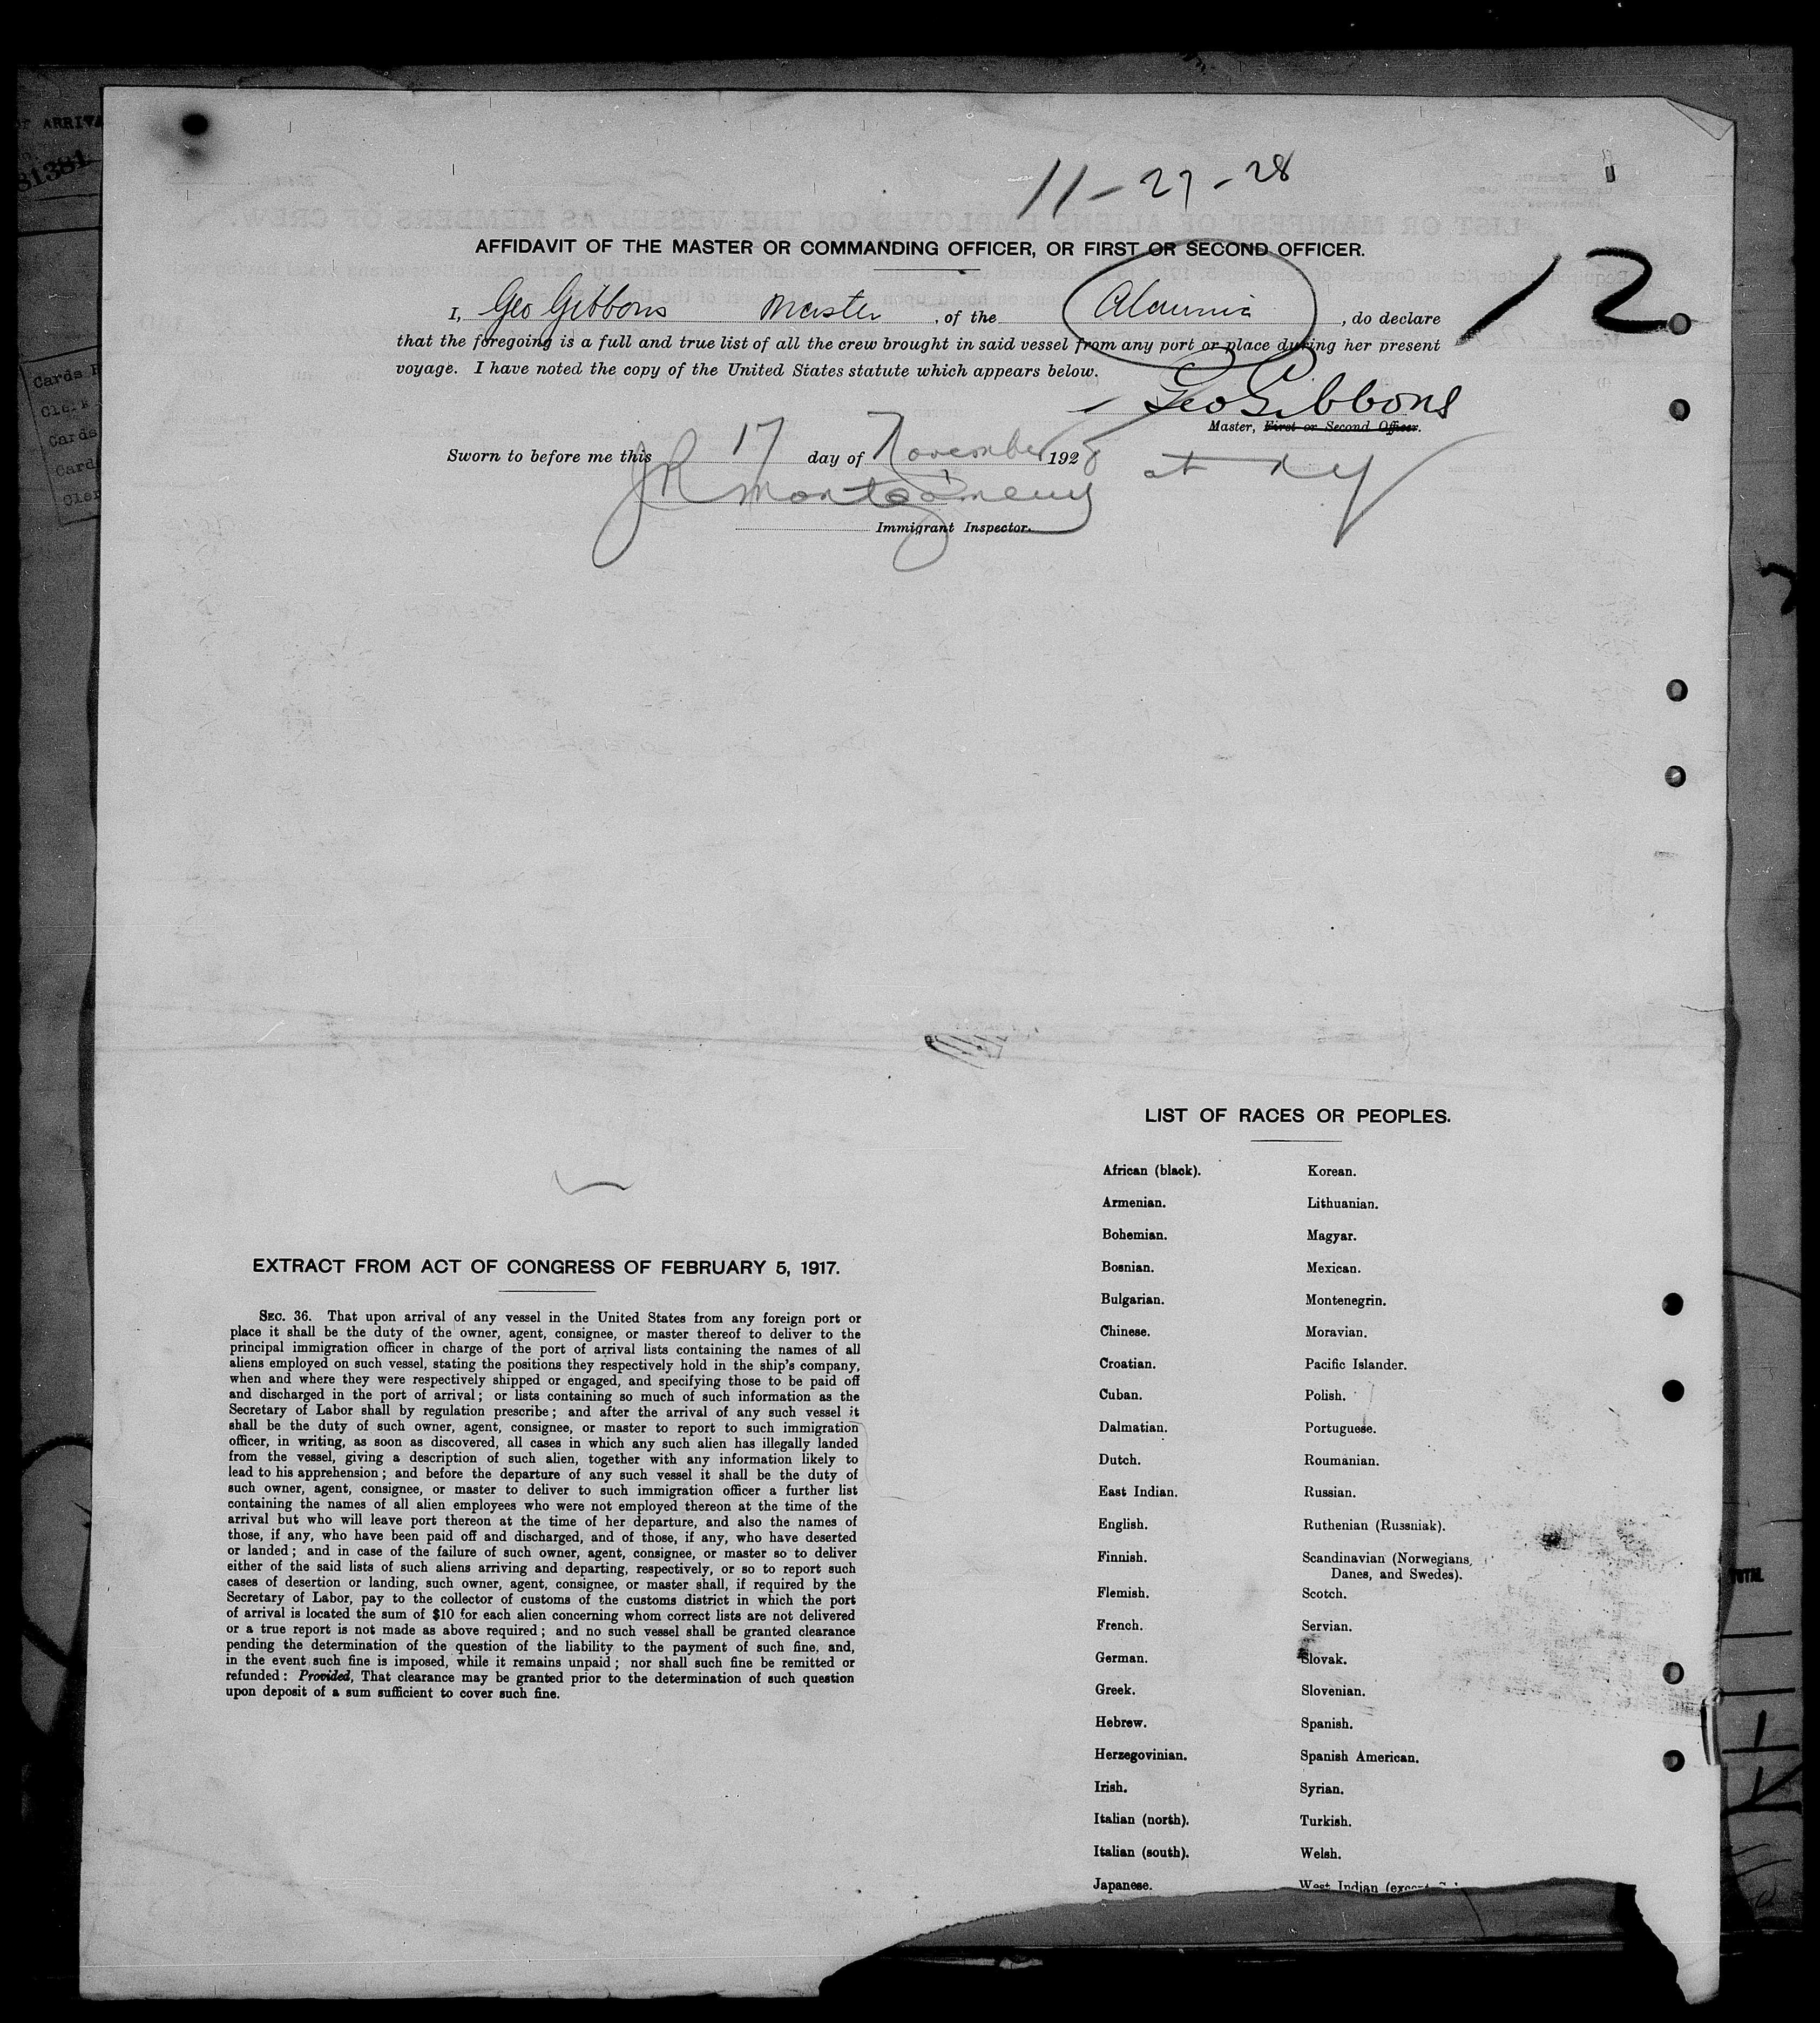 11-27-28
AFFIDAVIT OF THE MASTER OR COMMANDING OFFICER, OR FIRST OR SECOND OFFICER.
12
I, Geo Gibbons Master, of the Alaunia, do declare
that the foregoing is a full and true list of all the crew brought in said vessel from any port or place during her present
voyage. I have noted the copy of the United States statute which appears below.
Geo Gibbons
Master, First or Second Officer.
Sworn to before me this 17 day of November 1928 at NY
JR Montgomery
Immigrant Inspector.
ARRIVA
81381
Cards
Clerk
Cards
Card
Cler
EXTRACT FROM ACT OF CONGRESS OF FEBRUARY 5, 1917.
SEC. 36. That upon arrival of any vessel in the United States from any foreign port or
place it shall be the duty of the owner, agent, consignee, or master thereof to deliver to the
principal immigration officer in charge of the port of arrival lists containing the names of all
aliens employed on such vessel, stating the positions they respectively hold in the ship's company,
when and where they were respectively shipped or engaged, and specifying those to be paid off
and discharged in the port of arrival; or lists containing so much of such information as the
Secretary of Labor shall by regulation prescribe; and after the arrival of any such vessel it
shall be the duty of such owner, agent, consignee, or master to report to such immigration
officer, in writing, as soon as discovered, all cases in which any such alien has illegally landed
from the vessel, giving a description of such alien, together with any information likely to
lead to his apprehension; and before the departure of any such vessel it shall be the duty of
such owner, agent, consignee, or master to deliver to such immigration officer a further list
containing the names of all alien employees who were not employed thereon at the time of the
arrival but who will leave port thereon at the time of her departure, and also the names of
those, if any, who have been paid off and discharged, and of those, if any, who have deserted
or landed; and in case of the failure of such owner, agent, consignee, or master so to deliver
either of the said lists of such aliens arriving and departing, respectively, or so to report such
cases of desertion or landing, such owner, agent, consignee, or master shall, if required by the
Secretary of Labor, pay to the collector of customs of the customs district in which the port
of arrival is located the sum of $10 for each alien concerning whom correct lists are not delivered
or a true report is not made as above required; and no such vessel shall be granted clearance
pending the determination of the question of the liability to the payment of such fine, and,
in the event such fine is imposed, while it remains unpaid; nor shall such fine be remitted or
refunded: Provided, That clearance may be granted prior to the determination of such question
upon deposit of a sum sufficient to cover such fine.
LIST OF RACES OR PEOPLES.
African (black). Korean.
Armenian. Lithuanian.
Bohemian. Magyar.
Bosnian. Mexican.
Bulgarian. Montenegrin.
Chinese. Moravian.
Croatian. Pacific Islander.
Cuban. Polish.
Dalmatian. Portuguese.
Dutch. Roumanian.
East Indian. Russian.
English. Ruthenian (Russniak).
Finnish. Scandinavian (Norwegians,
Danes, and Swedes).
Flemish. Scotch.
French. Servian.
German. Slovak.
Greek. Slovenian.
Hebrew. Spanish.
Herzegovinian. Spanish American.
Irish. Syrian.
Italian (north). Turkish.
Italian (south). Welsh.
Japanese. West Indian (except